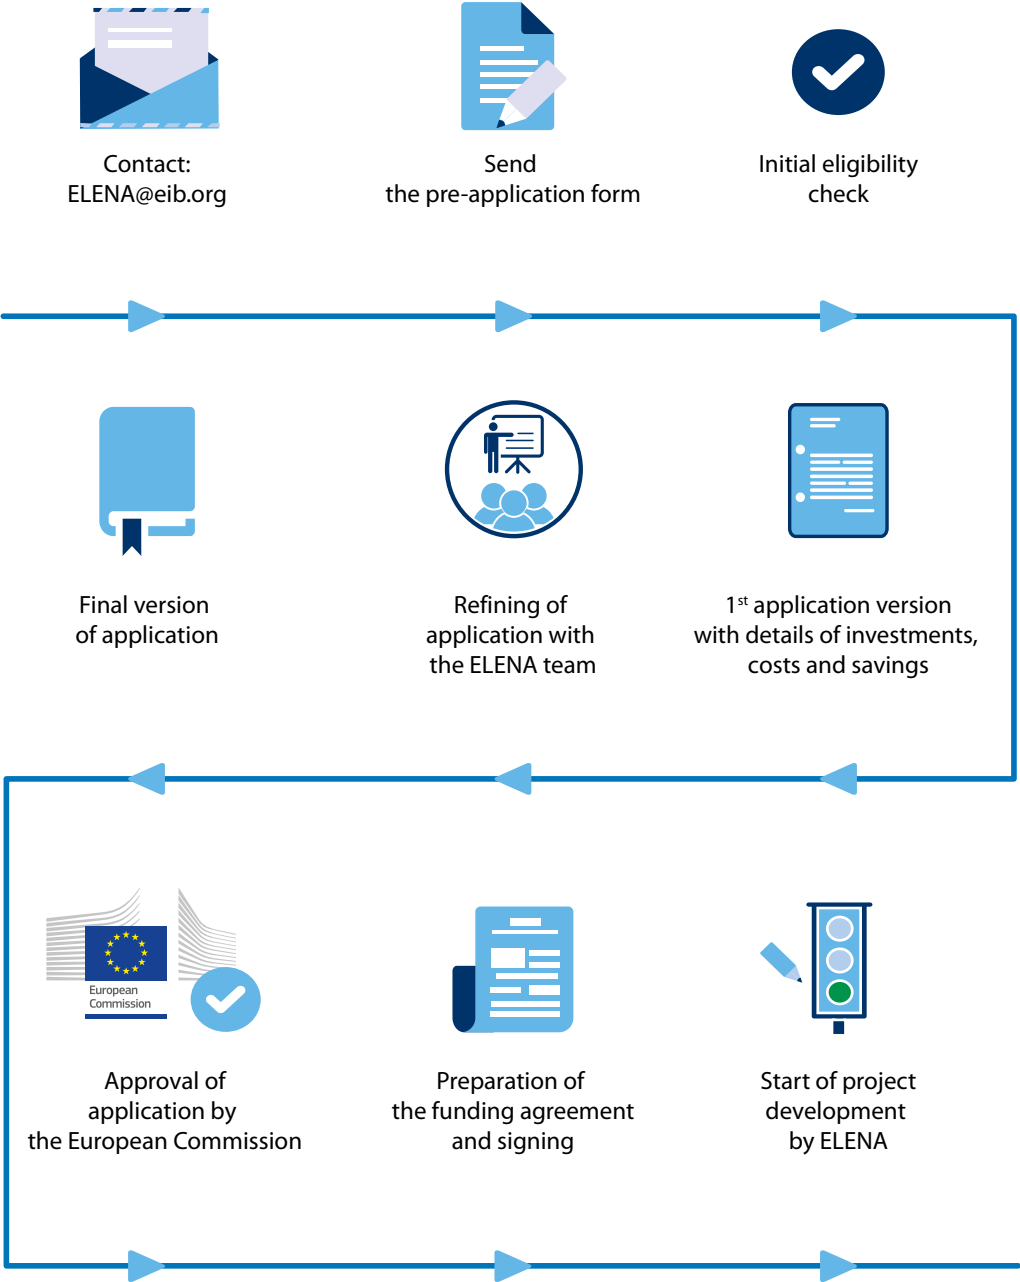 Contact:
ELENA@eib.org
Send
the pre-application form
Initial eligibility
check
Final version
of application
Refining of
application with
the ELENA team
1st application version
with details of investments,
costs and savings
European
Commission
Approval of
application by
the European Commission
Preparation of
the funding agreement
and signing
Start of project
development
by ELENA